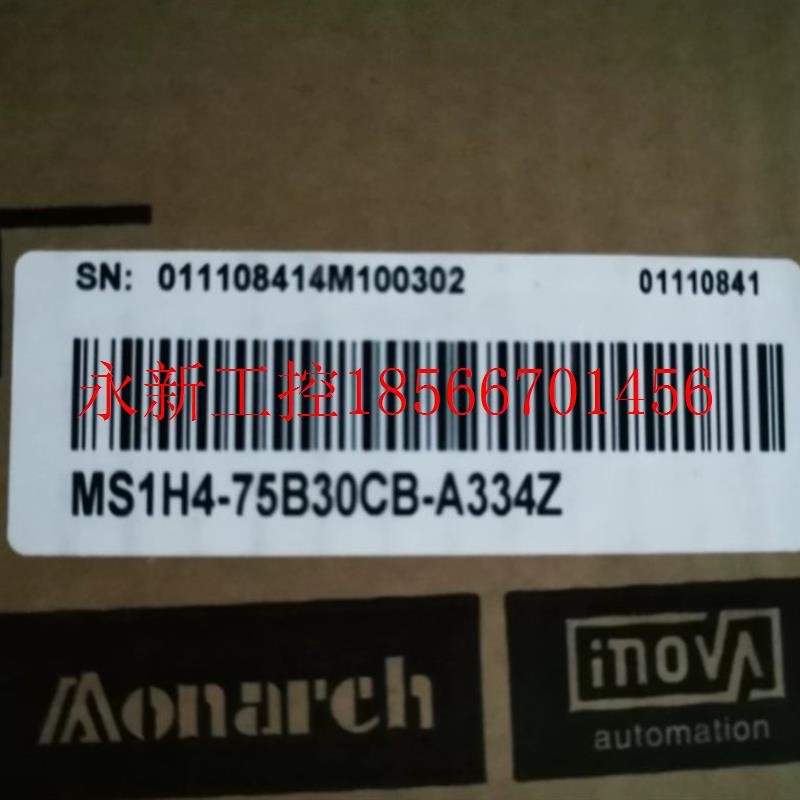 SN: 011108414M100302 01110841
永新工控18566701456
MS1H4-75B30CB-A334Z
Monarch
inovA
automation